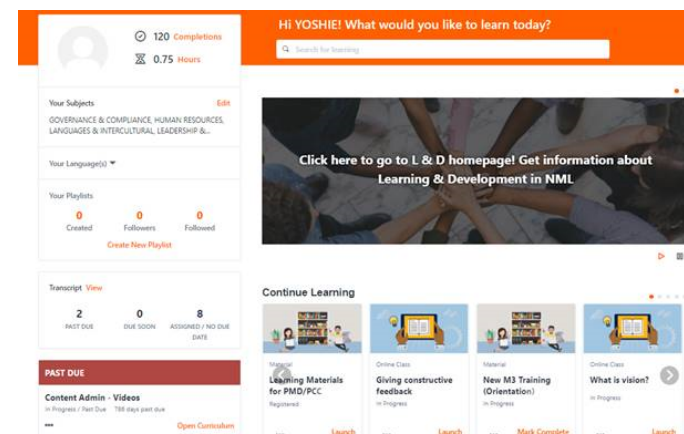 120 Completions
0.75 Hours
Hi YOSHIE! What would you like to learn today?
Search for learning
Your Subjects Edit
GOVERNANCE & COMPLIANCE, HUMAN RESOURCES,
LANGUAGES & INTERCULTURAL, LEADERSHIP &...
Your Language(s)
Your Playlists
0 0 0
Created Followers Followed
Create New Playlist
Click here to go to L & D homepage! Get information about
Learning & Development in NML
Transcript View
2 0 8
PAST DUE DUE SOON ASSIGNED / NO DUE
DATE
PAST DUE
Content Admin - Videos
In Progress / Past Due 788 days past due
Open Curriculum
Continue Learning
Material
Learning Materials
for PMD/PCC
Registered
Launch
Online Class
Giving constructive
feedback
In Progress
Launch
Material
New M3 Training
(Orientation)
In Progress
Mark Complete
Online Class
What is vision?
In Progress
Launch